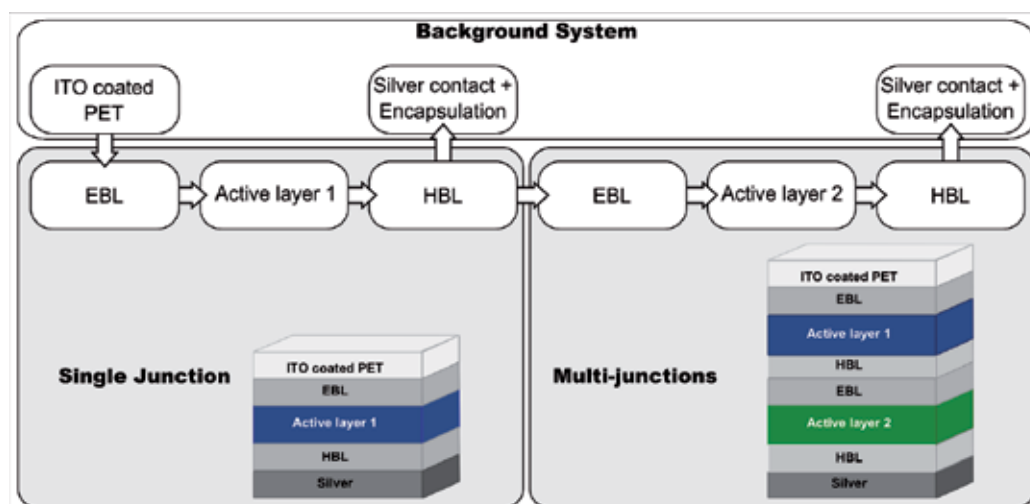 Background System
ITO coated
PET
Silver contact +
Encapsulation
Silver contact +
Encapsulation
EBL
Active layer 1
HBL
EBL
Active layer 2
HBL
Single Junction
ITO coated PET
EBL
Active layer 1
HBL
Silver
Multi-junctions
ITO coated PET
EBL
Active layer 1
HBL
EBL
Active layer 2
HBL
Silver